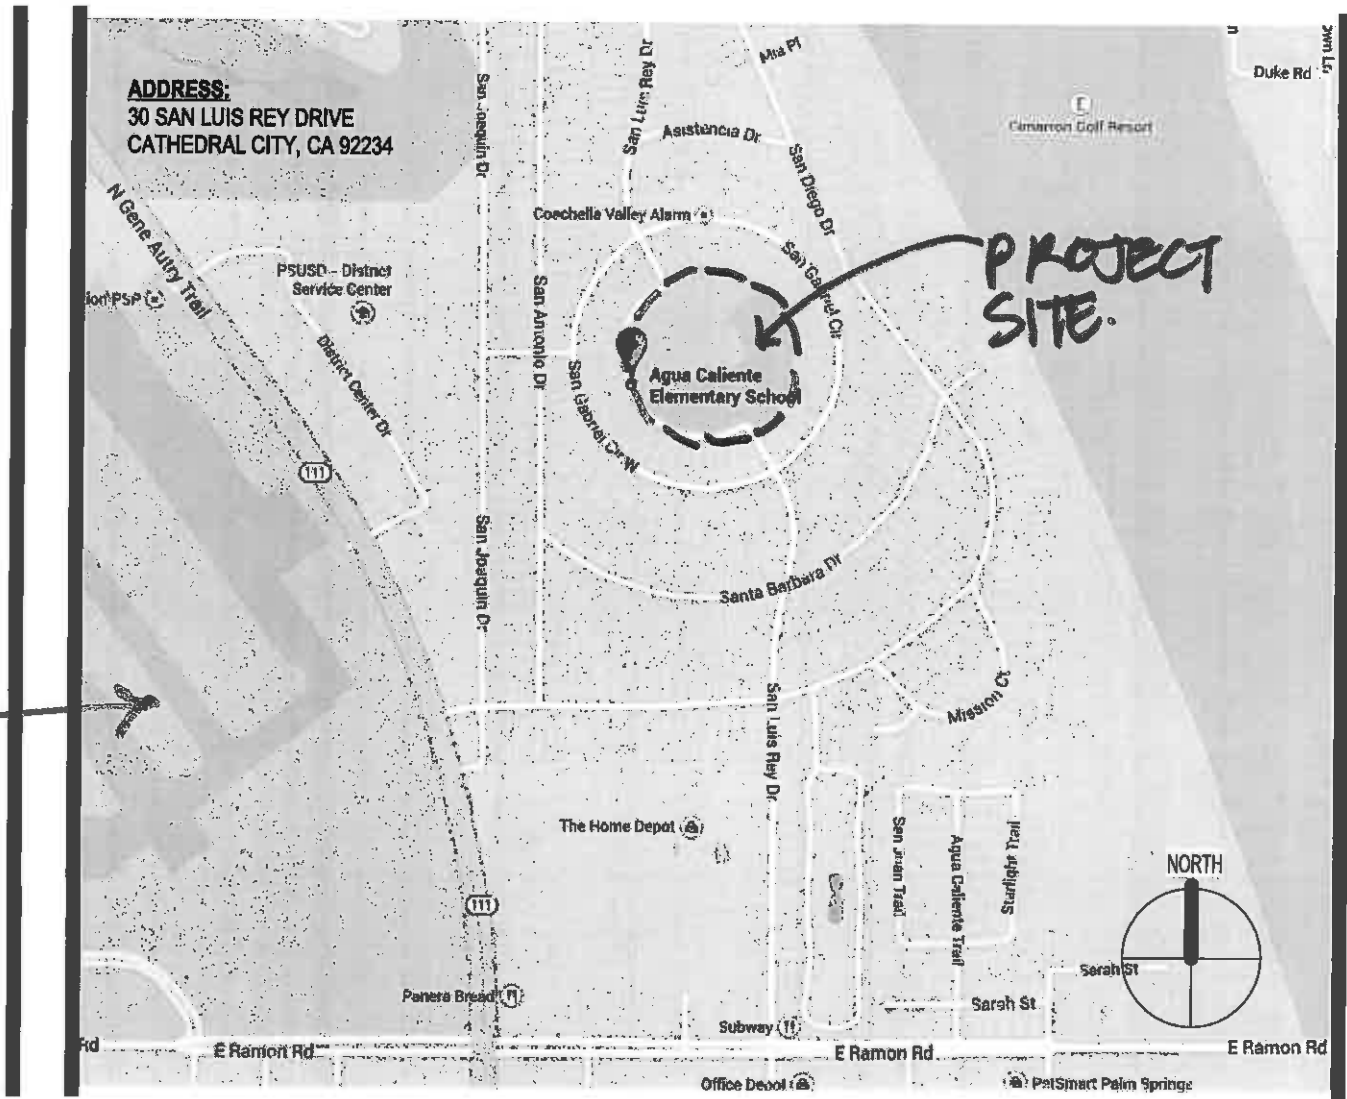 ADDRESS:
30 SAN LUIS REY DRIVE
CATHEDRAL CITY, CA 92234
San Joaquin Dr
San Luis Rey Dr
Mia Pl
Duke Rd
Cimarron Golf Resort
Asistencia Dr
San Diego Dr
N Gene Autry Trail
Coachella Valley Alarm
San Gabriel Cir
PROJECT
SITE.
PSUSD - District
Service Center
PSP
San Antonio Dr
District Center Dr
Agua Caliente
Elementary School
San Gabriel Cir W
111
San Joaquin Dr
Santa Barbara Dr
San Luis Rey Dr
Mission Ct
The Home Depot
San Juan Trail
Agua Caliente Trail
Starlight Trail
NORTH
111
Sarah St
Panera Bread
Sarah St
Subway
Rd
E Ramon Rd
E Ramon Rd
E Ramon Rd
Office Depot
PetSmart Palm Springs